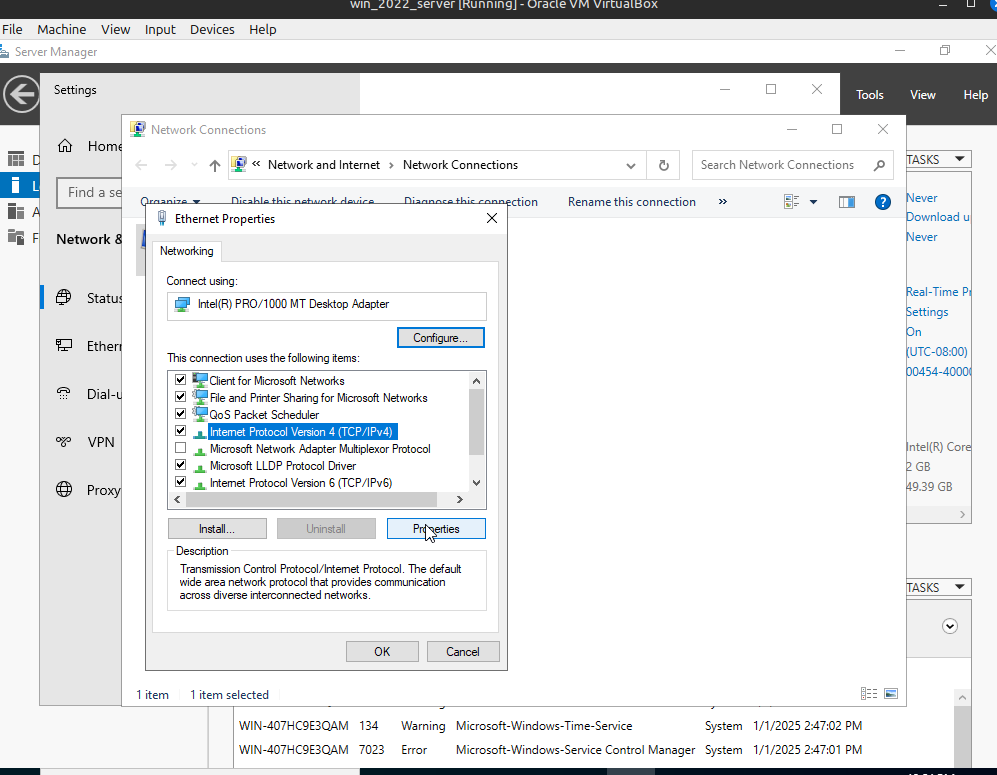 win_2022_server [Running] - Oracle VM VirtualBox
File Machine View Input Devices Help
Server Manager
Settings
Tools View Help
Network Connections
Home
« Network and Internet › Network Connections
Search Network Connections
D
TASKS
L
Find a se
Organize Disable this network device Diagnose this connection Rename this connection »
Never
A
Download u
Ethernet Properties
F
Network &
Never
Networking
Connect using:
Status
Intel(R) PRO/1000 MT Desktop Adapter
Real-Time Pr
Settings
On
Configure...
Ethern
(UTC-08:00)
This connection uses the following items:
00454-40000
Client for Microsoft Networks
Dial-u
File and Printer Sharing for Microsoft Networks
QoS Packet Scheduler
Internet Protocol Version 4 (TCP/IPv4)
VPN
Microsoft Network Adapter Multiplexor Protocol
Intel(R) Core
Microsoft LLDP Protocol Driver
2 GB
Internet Protocol Version 6 (TCP/IPv6)
49.39 GB
Proxy
Install... Uninstall Properties
Description
Transmission Control Protocol/Internet Protocol. The default
wide area network protocol that provides communication
across diverse interconnected networks.
TASKS
OK Cancel
1 item 1 item selected
WIN-407HC9E3QAM 134 Warning Microsoft-Windows-Time-Service System 1/1/2025 2:47:02 PM
WIN-407HC9E3QAM 7023 Error Microsoft-Windows-Service Control Manager System 1/1/2025 2:47:01 PM